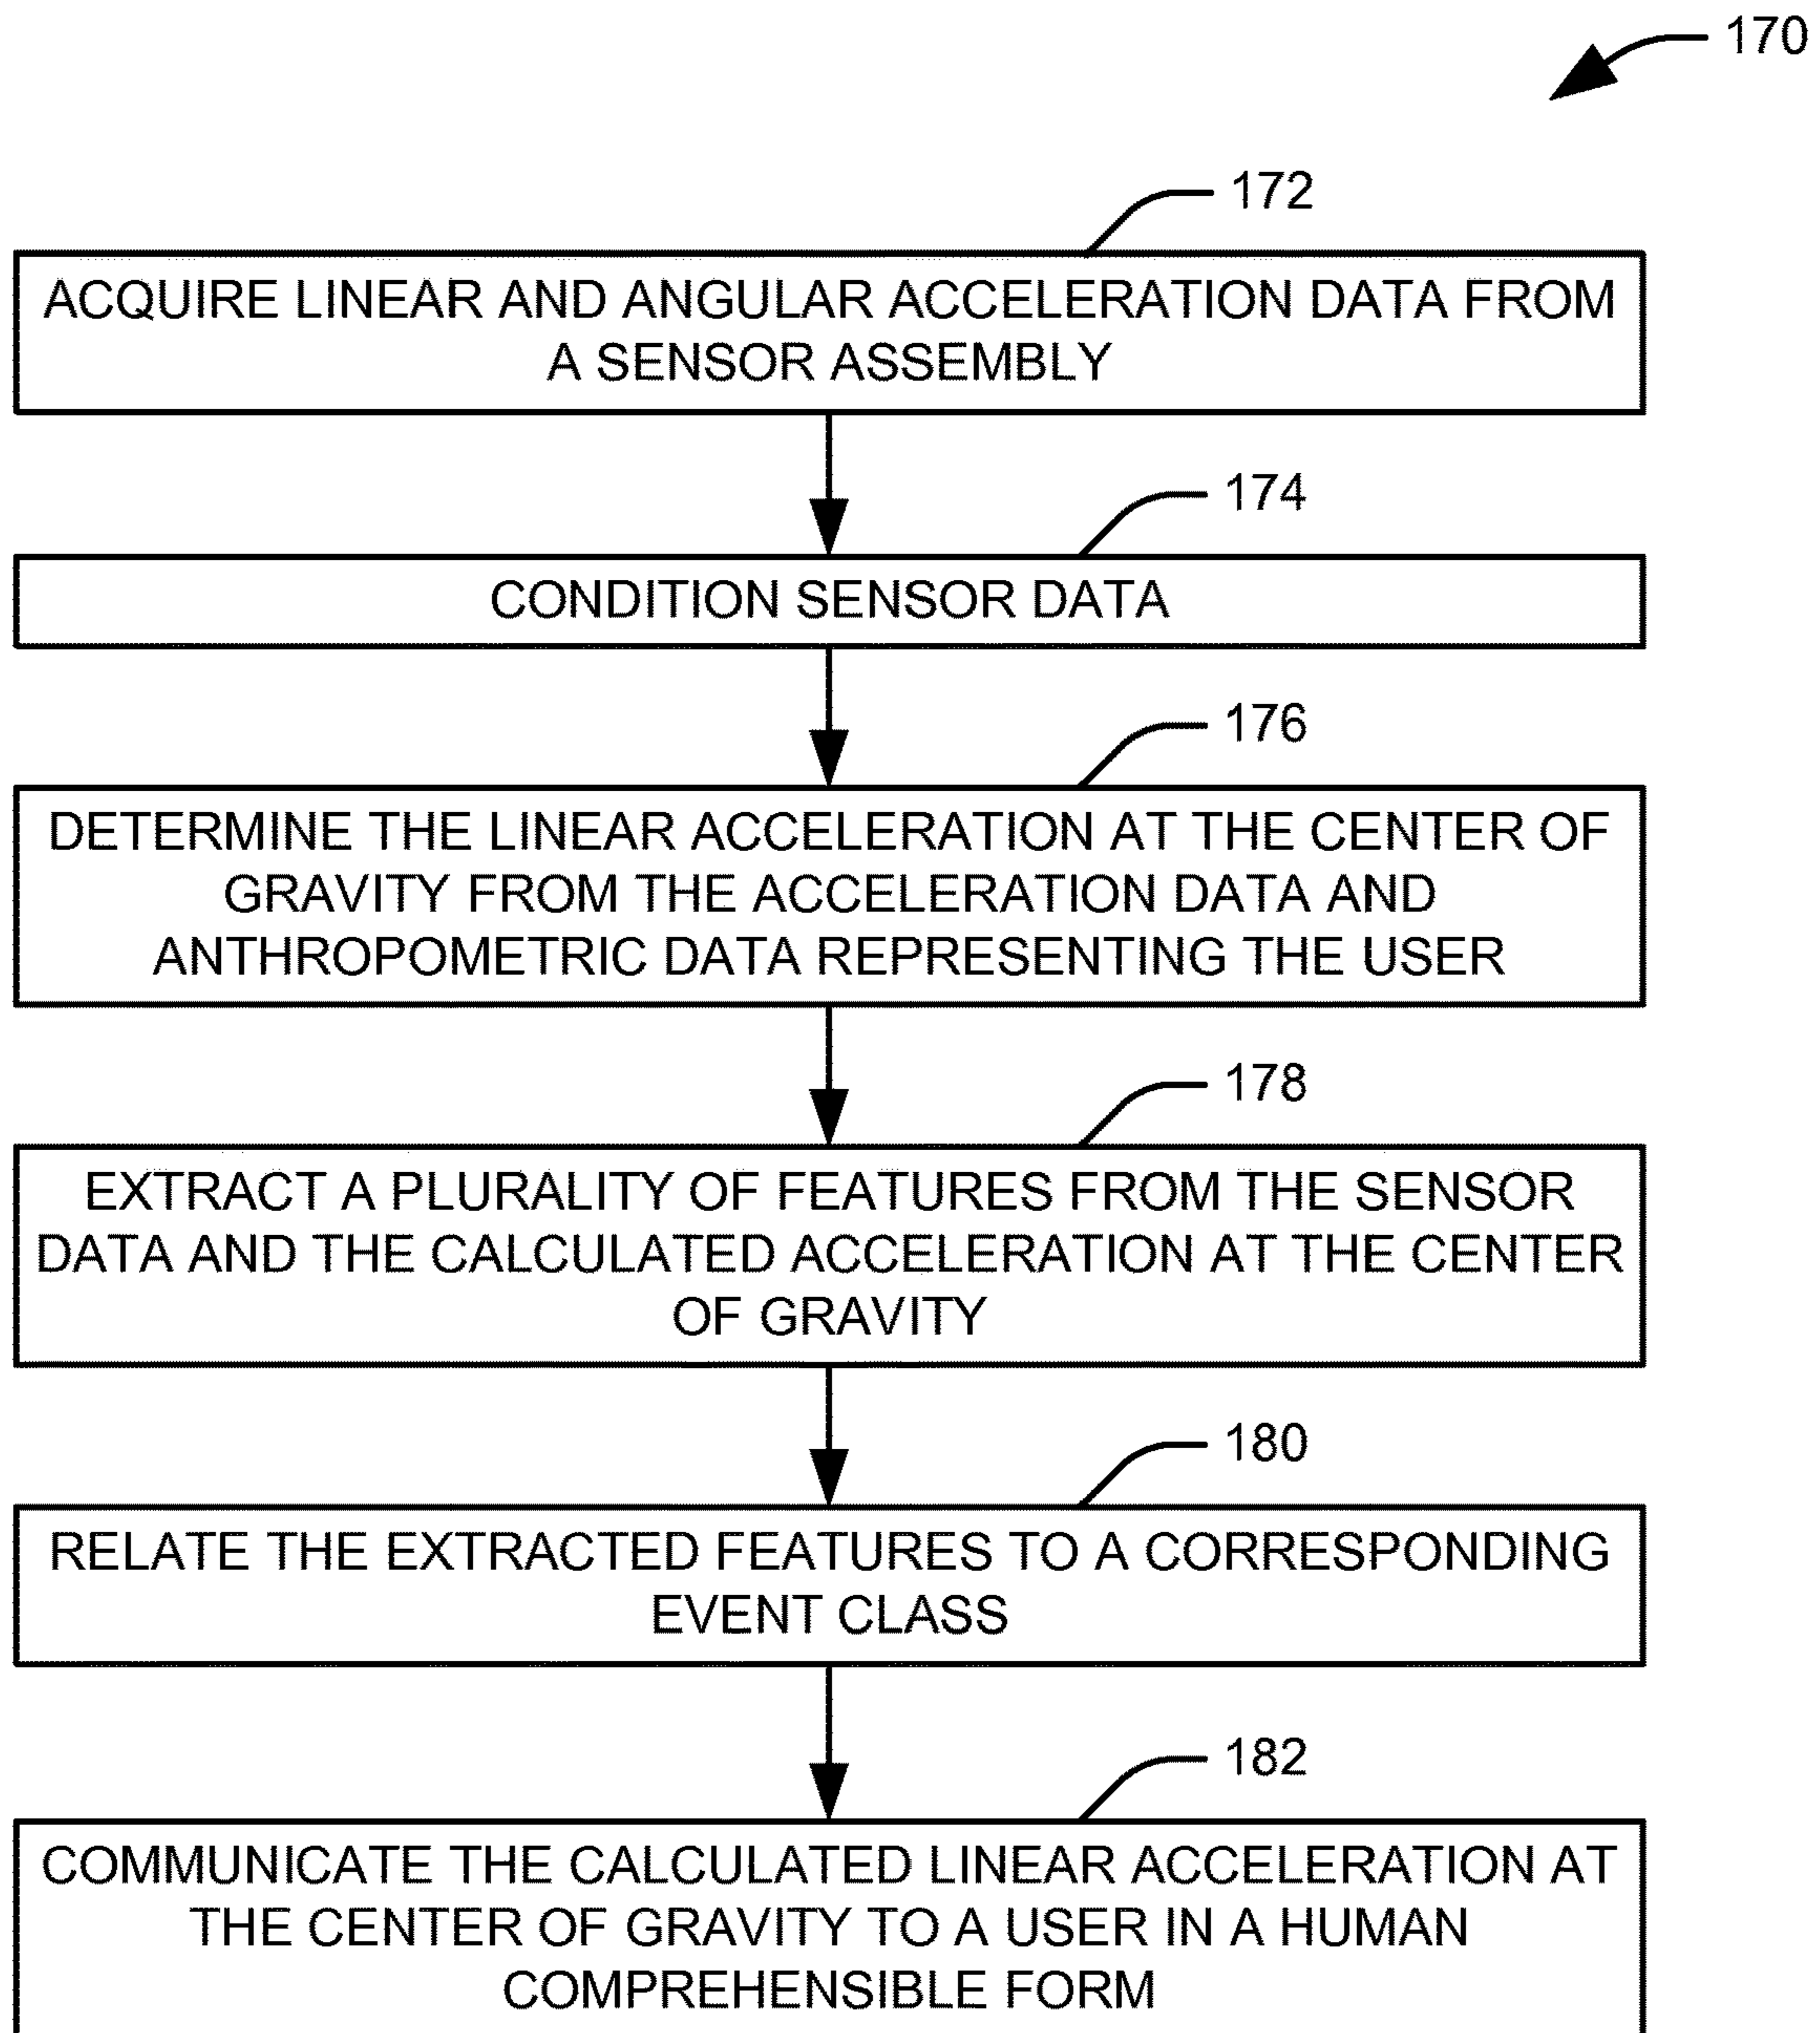 170
172
ACQUIRE LINEAR AND ANGULAR ACCELERATION DATA FROM
A SENSOR ASSEMBLY
174
CONDITION SENSOR DATA
176
DETERMINE THE LINEAR ACCELERATION AT THE CENTER OF
GRAVITY FROM THE ACCELERATION DATA AND
ANTHROPOMETRIC DATA REPRESENTING THE USER
178
EXTRACT A PLURALITY OF FEATURES FROM THE SENSOR
DATA AND THE CALCULATED ACCELERATION AT THE CENTER
OF GRAVITY
180
RELATE THE EXTRACTED FEATURES TO A CORRESPONDING
EVENT CLASS
182
COMMUNICATE THE CALCULATED LINEAR ACCELERATION AT
THE CENTER OF GRAVITY TO A USER IN A HUMAN
COMPREHENSIBLE FORM